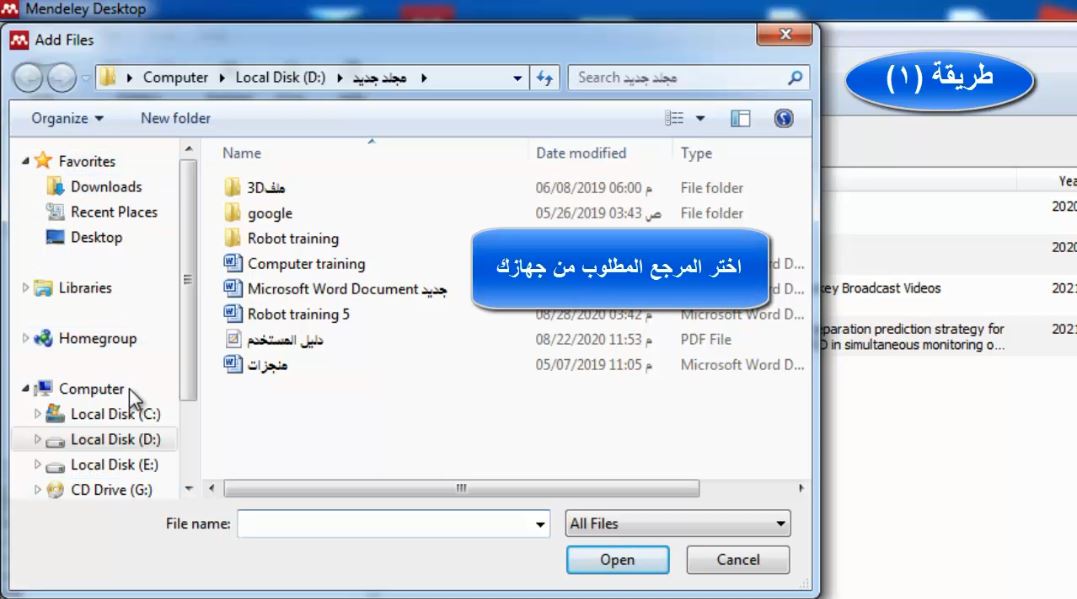 Mendeley Desktop
Add Files
Computer Local Disk (D:) مجلد جديد
Search مجلد جديد
طريقة (١)
Organize New folder
Name Date modified Type
Favorites
Downloads
Recent Places
Desktop
Libraries
Homegroup
Computer
Local Disk (C:)
Local Disk (D:)
Local Disk (E:)
CD Drive (G:)
ملف3D 06/08/2019 06:00 م File folder
google 05/26/2019 03:43 ص File folder
Robot training
Computer training d D...
Microsoft Word Document جديد d D...
Robot training 5 08/28/2020 03:42 م Microsoft Word D...
دليل المستخدم 08/22/2020 11:53 م PDF File
منجزات 05/07/2019 11:05 م Microsoft Word D...
اختر المرجع المطلوب من جهازك
File name: All Files
Open Cancel
Yea
2020
2020
key Broadcast Videos 2021
paration prediction strategy for 2021
D in simultaneous monitoring o...